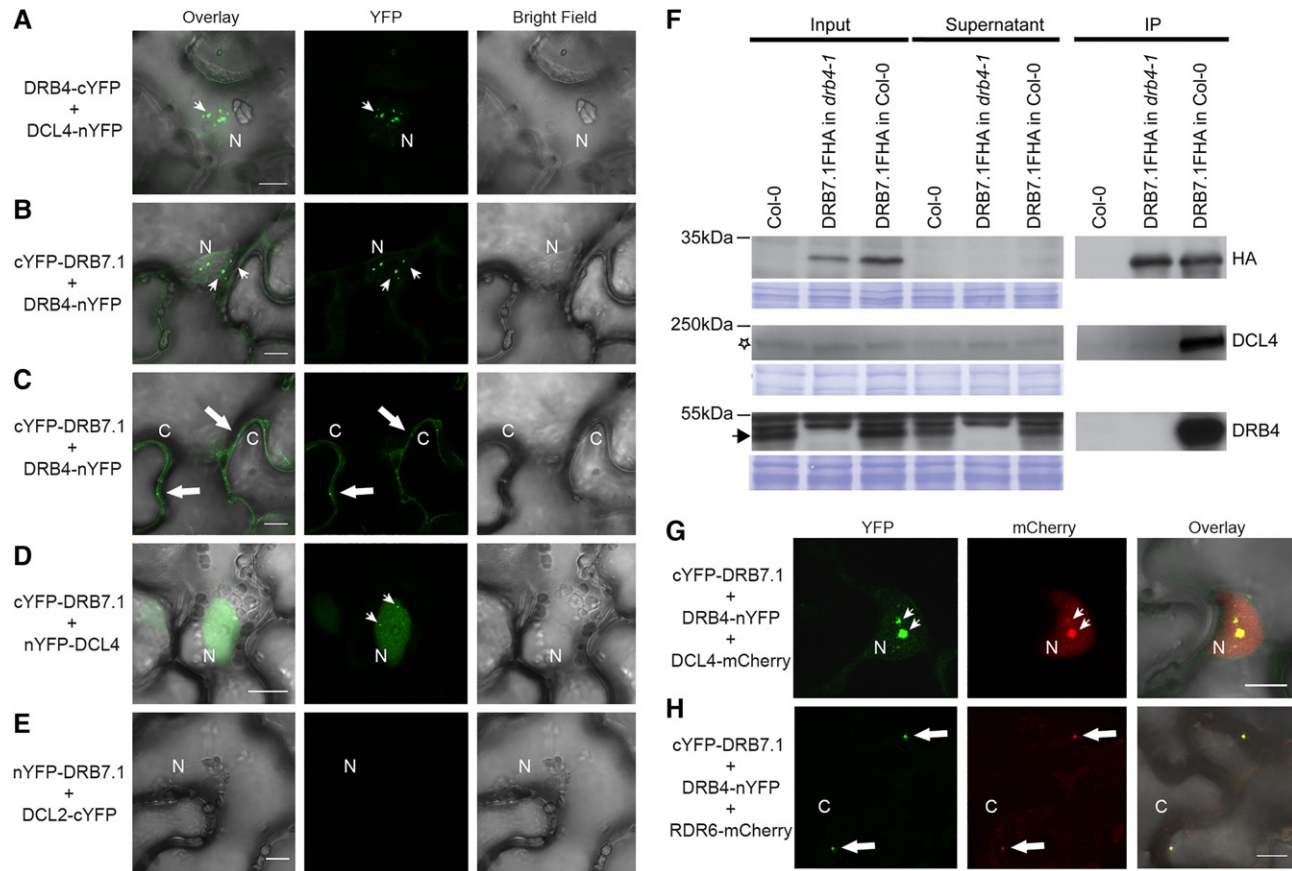 A
Overlay
YFP
Bright Field
DRB4-cYFP
+
DCL4-nYFP
N
N
N
B
cYFP-DRB7.1
+
DRB4-nYFP
N
N
N
C
cYFP-DRB7.1
+
DRB4-nYFP
C
C
C
C
C
C
D
cYFP-DRB7.1
+
nYFP-DCL4
N
N
N
E
nYFP-DRB7.1
+
DCL2-cYFP
N
N
N
F
Input
Supernatant
IP
Col-0
DRB7.1FHA in drb4-1
DRB7.1FHA in Col-0
Col-0
DRB7.1FHA in drb4-1
DRB7.1FHA in Col-0
Col-0
DRB7.1FHA in drb4-1
DRB7.1FHA in Col-0
35kDa
HA
250kDa
DCL4
55kDa
DRB4
G
YFP
mCherry
Overlay
cYFP-DRB7.1
+
DRB4-nYFP
+
DCL4-mCherry
N
N
N
H
cYFP-DRB7.1
+
DRB4-nYFP
+
RDR6-mCherry
C
C
C